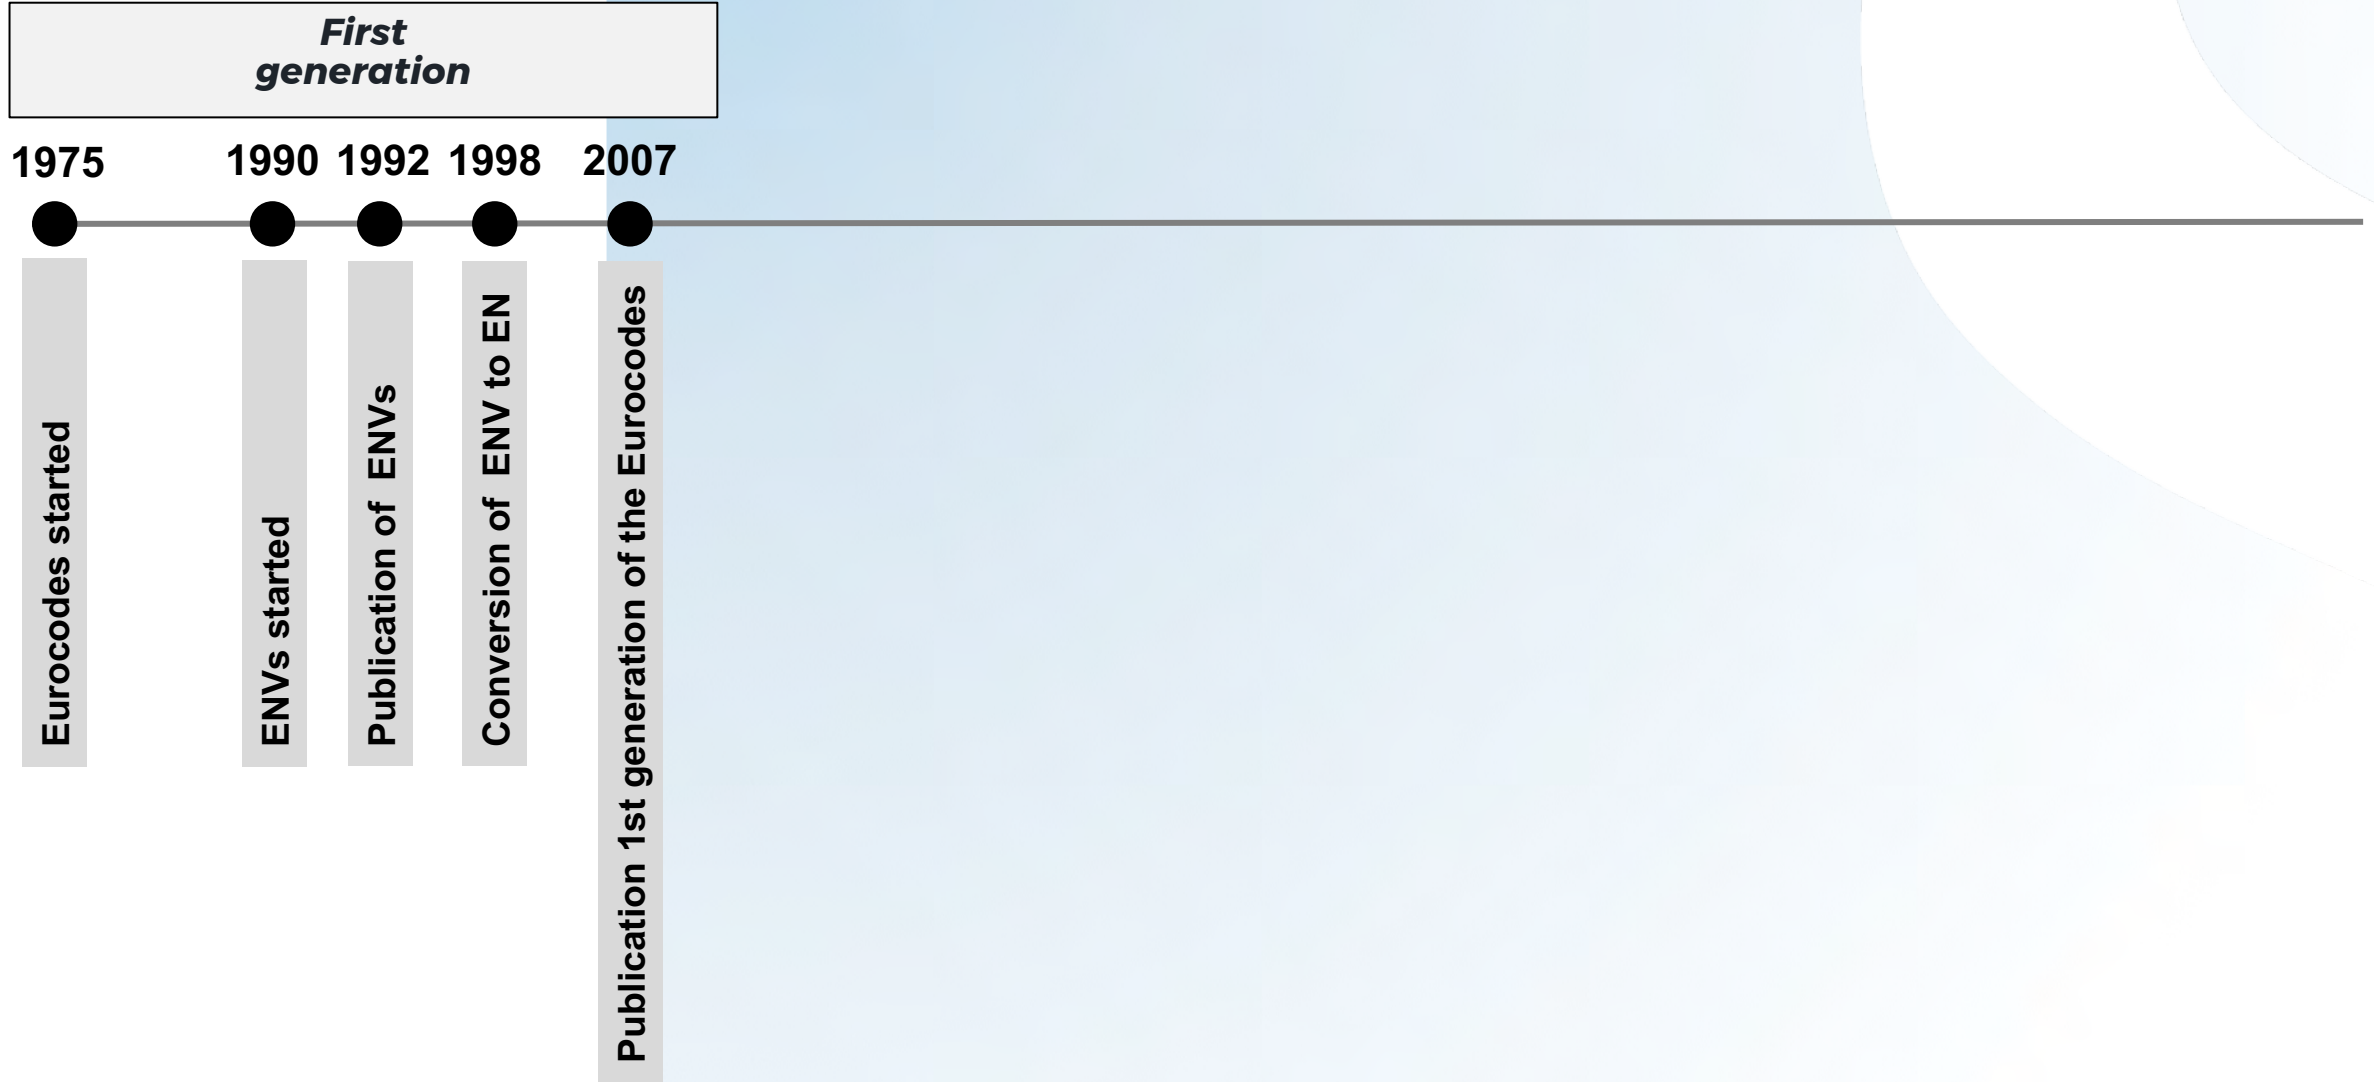 First
generation
1975
1990
1992
1998
2007
Eurocodes started
ENVs started
Publication of ENVs
Conversion of ENV to EN
Publication 1st generation of the Eurocodes